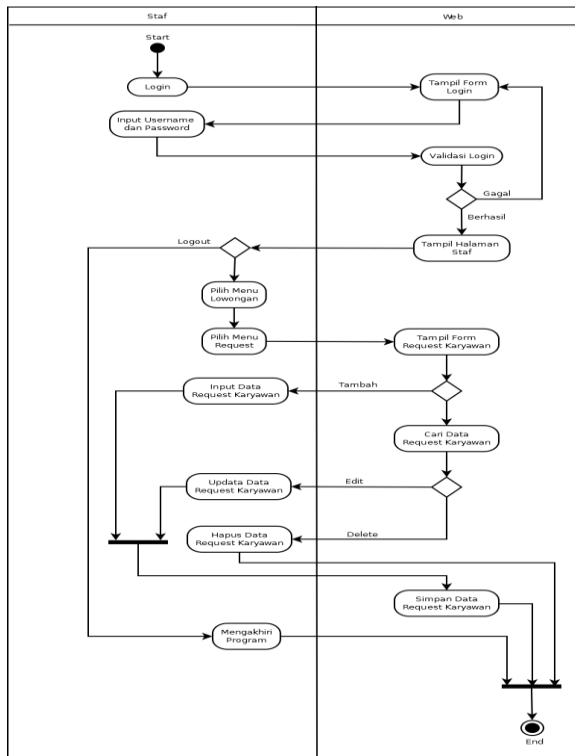 Staf
Web
Start
Login
Tampil Form
Login
Input Username
dan Password
Validasi Login
Gagal
Berhasil
Logout
Tampil Halaman
Staf
Pilih Menu
Lowongan
Pilih Menu
Request
Tampil Form
Request Karyawan
Input Data
Request Karyawan
Tambah
Cari Data
Request Karyawan
Updata Data
Request Karyawan
Edit
Hapus Data
Request Karyawan
Delete
Simpan Data
Request Karyawan
Mengakhiri
Program
End